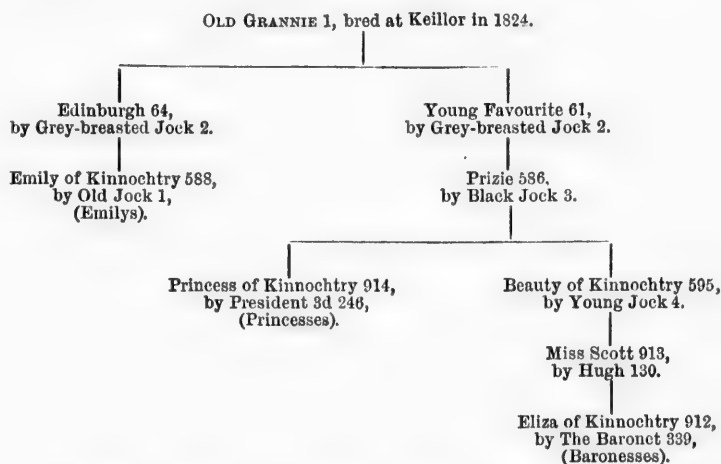 OLD GRANNIE 1, bred at Keillor in 1824.
Edinburgh 64,
by Grey-breasted Jock 2.
Young Favourite 61,
by Grey-breasted Jock 2.
Emily of Kinnochtry 588,
by Old Jock 1,
(Emilys).
Prizie 586,
by Black Jock 3.
Princess of Kinnochtry 914,
by President 3d 246,
(Princesses).
Beauty of Kinnochtry 595,
by Young Jock 4.
Miss Scott 913,
by Hugh 130.
Eliza of Kinnochtry 912,
by The Baronet 339,
(Baronesses).